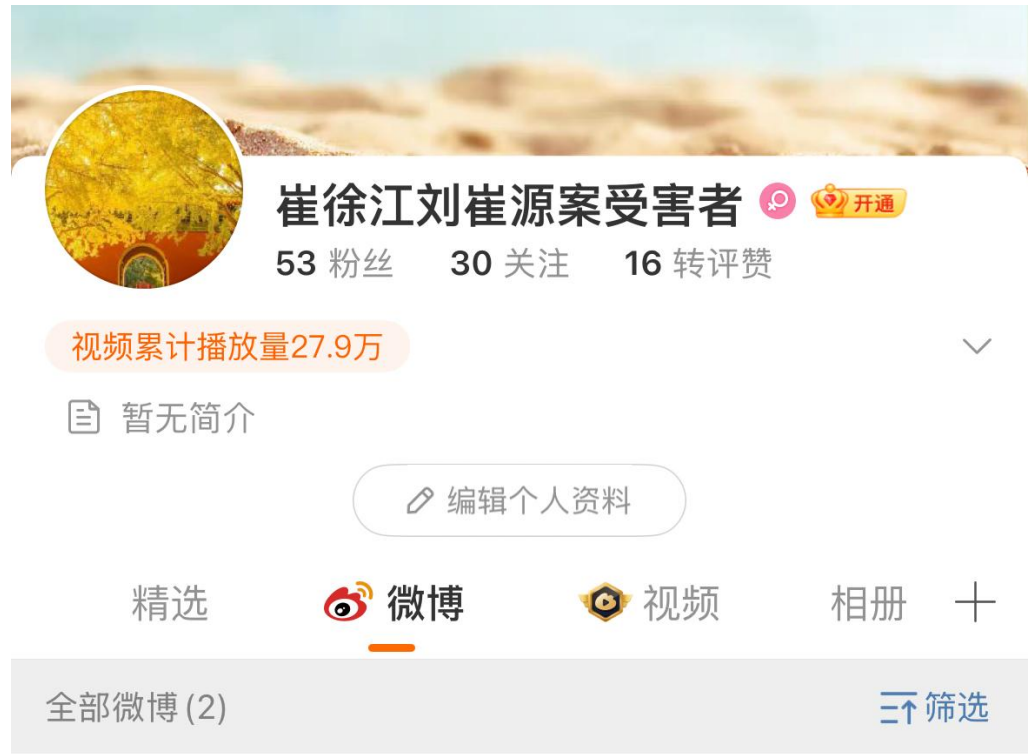 崔徐江刘崔源案受害者 开通
53 粉丝 30 关注 16 转评赞
视频累计播放量27.9万
暂无简介
编辑个人资料
精选 微博 视频 相册
全部微博(2) 筛选